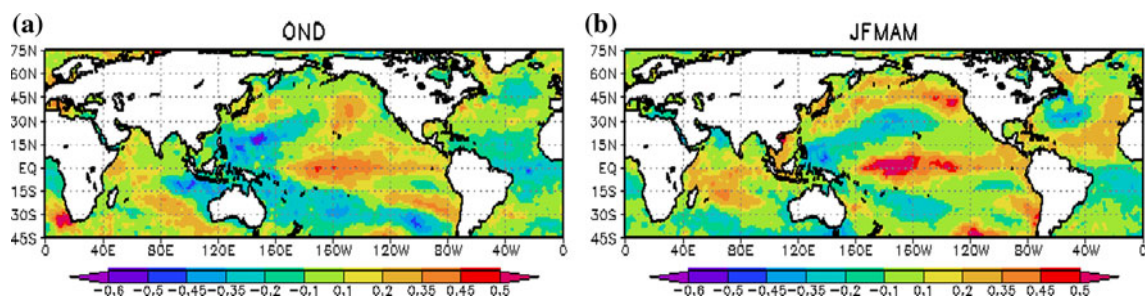 (a) OND (b) JFMAM
75N 75N
60N 60N
45N 45N
30N 30N
15N 15N
EQ EQ
15S 15S
30S 30S
45S 45S
0 40E 80E 120E 160E 160W 120W 80W 40W 0 0 40E 80E 120E 160E 160W 120W 80W 40W 0
-0.6 -0.5 -0.45 -0.35 -0.2 -0.1 0.1 0.2 0.35 0.45 0.5 -0.6 -0.5 -0.45 -0.35 -0.2 -0.1 0.1 0.2 0.35 0.45 0.5